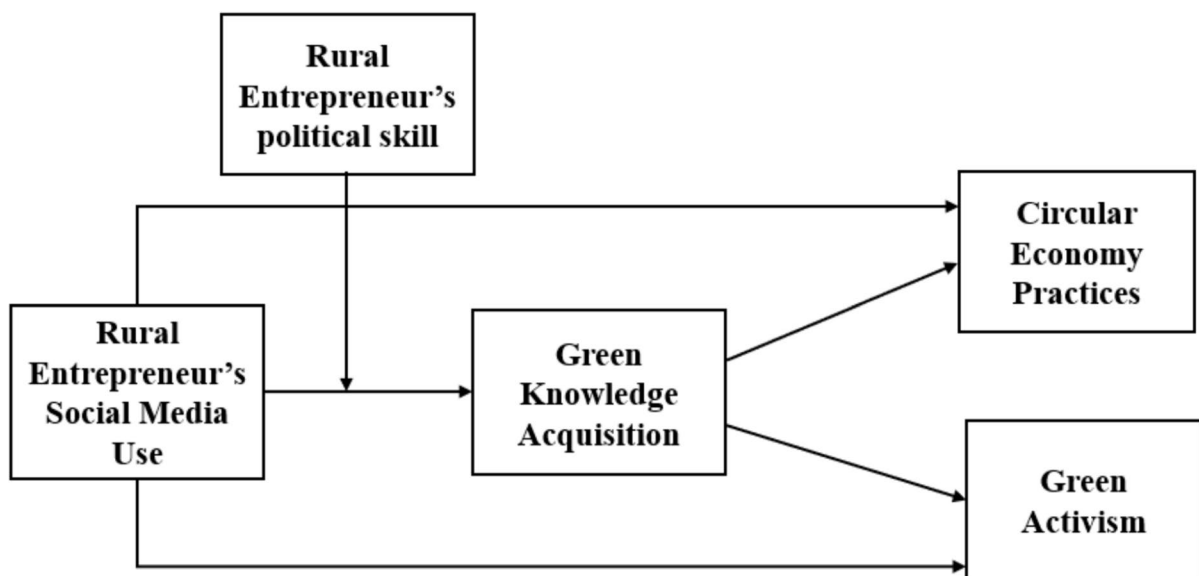 Rural
Entrepreneur’s
political skill
Circular
Economy
Practices
Rural
Entrepreneur’s
Social Media
Use
Green
Knowledge
Acquisition
Green
Activism